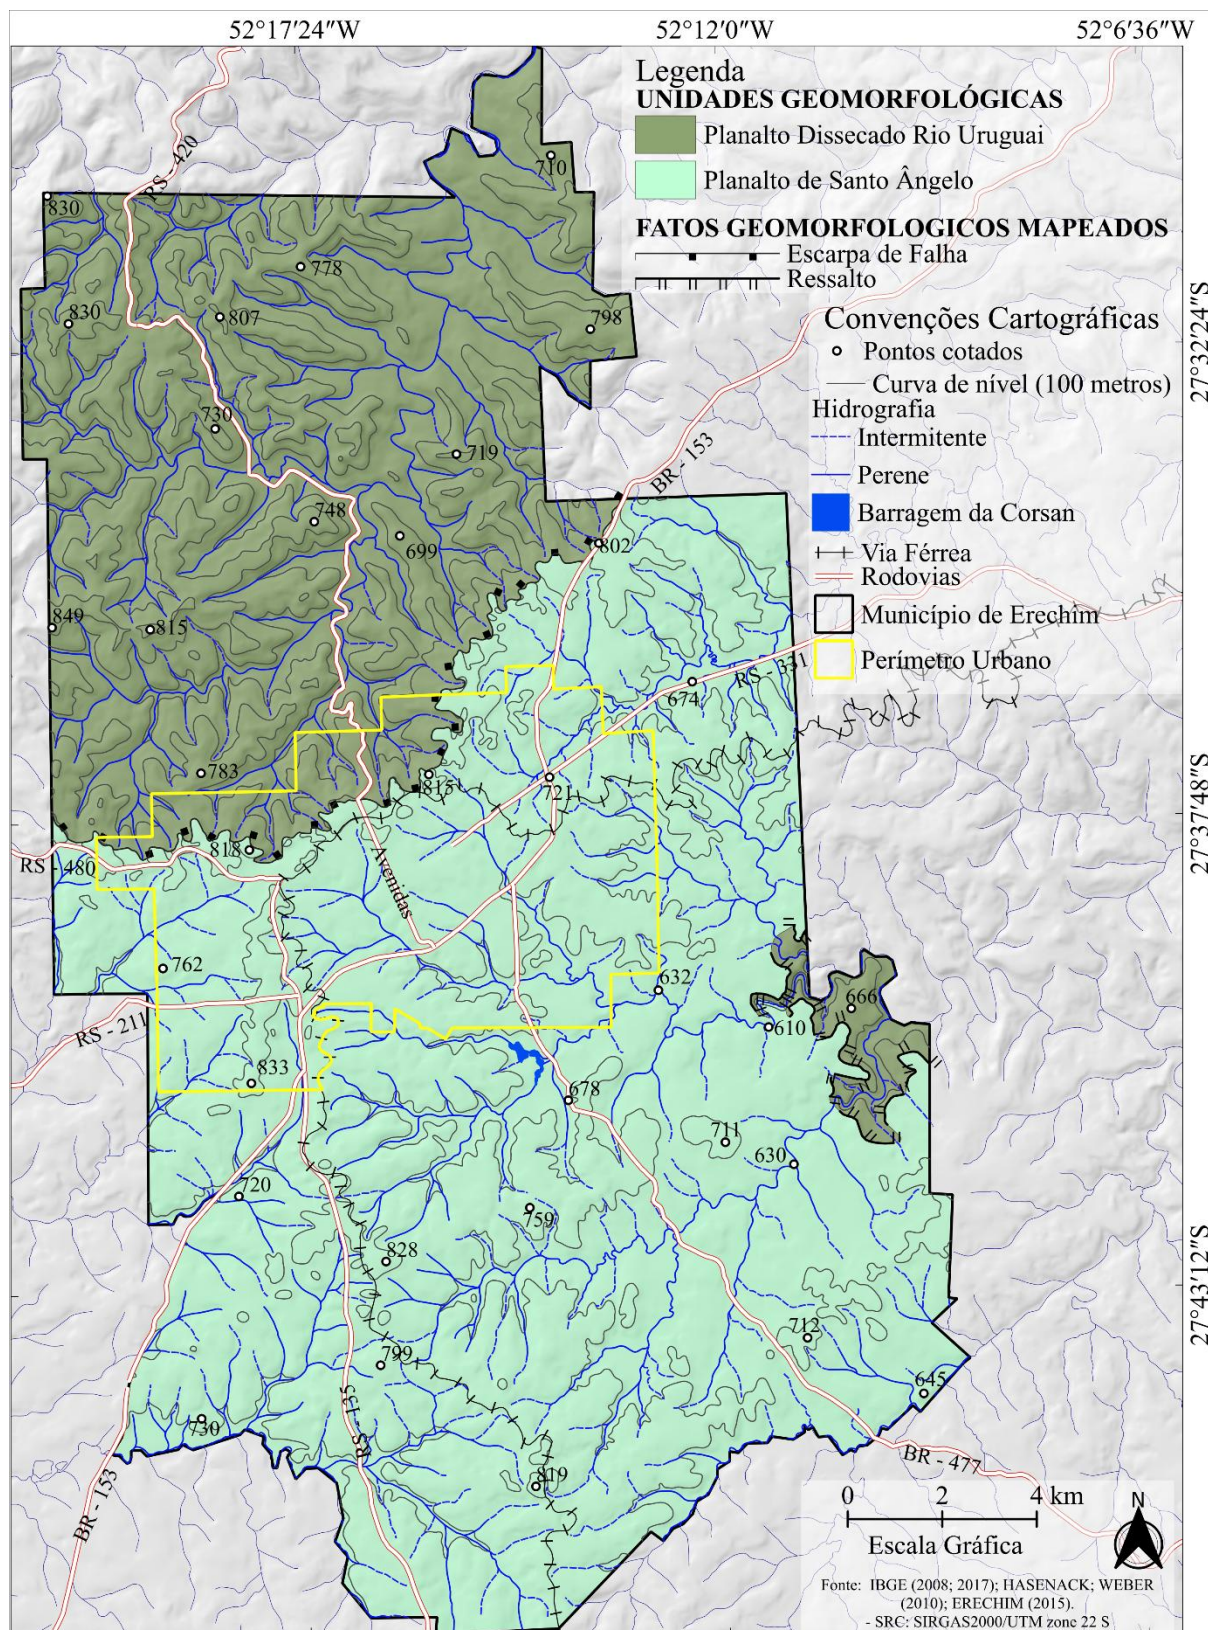 52°17'24"W
52°12'0"W
52°6'36"W
Legenda
UNIDADES GEOMORFOLÓGICAS
Planalto Dissecado Rio Uruguai
Planalto de Santo Ângelo
FATOS GEOMORFOLOGICOS MAPEADOS
Escarpa de Falha
Ressalto
Convenções Cartográficas
Pontos cotados
Curva de nível (100 metros)
Hidrografia
Intermitente
Perene
Barragem da Corsan
Via Férrea
Rodovias
Município de Erechim
Perímetro Urbano
27°32'24"S
27°37'48"S
27°43'12"S
RS - 420
710
830
778
830
807
798
730
719
BR - 153
748
699
802
849
815
674
RS - 331
783
815
721
818
RS - 480
Avenidas
762
632
666
RS - 211
610
833
678
711
630
720
759
828
712
799
645
730
RS - 135
819
BR - 477
BR - 153
0 2 4 km
N
Escala Gráfica
Fonte: IBGE (2008; 2017); HASENACK; WEBER
(2010); ERECHIM (2015).
- SRC: SIRGAS2000/UTM zone 22 S